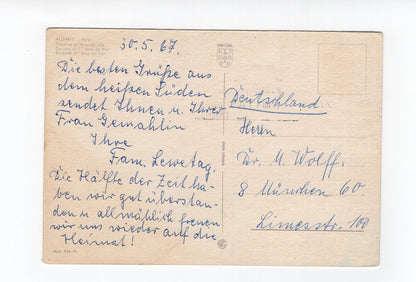 ALGARVE
30.5.67.
Die besten Grüße aus
dem heißen Süden
sendet Ihnen u. Ihrer
Frau Gemahlin
Ihre
Fam. Lewetag.
Die Hälfte der Zeit ha-
ben wir gut überstan-
den u. allmählich freuen
wir uns wieder auf die
Heimat!
PORTUGAL
Deutschland
Herrn
Dr. M. Wolff.
8 München 60
Limesstr. 100